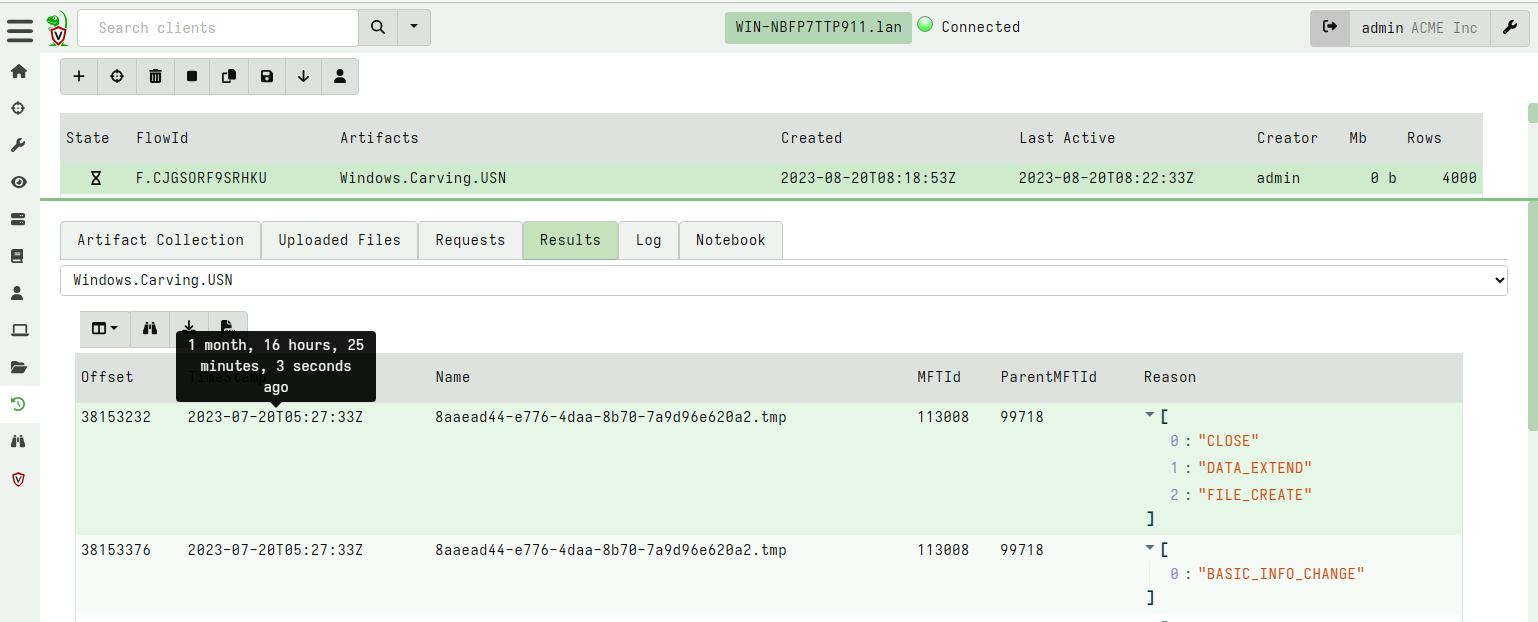 Search clients
WIN-NBFP7TTP911.lan Connected
admin ACME Inc
State FlowId Artifacts Created Last Active Creator Mb Rows
F.CJGSORF9SRHKU Windows.Carving.USN 2023-08-20T08:18:53Z 2023-08-20T08:22:33Z admin 0 b 4000
Artifact Collection Uploaded Files Requests Results Log Notebook
Windows.Carving.USN
1 month, 16 hours, 25
minutes, 3 seconds
ago
Offset TimeStamp Name MFTId ParentMFTId Reason
38153232 2023-07-20T05:27:33Z 8aaead44-e776-4daa-8b70-7a9d96e620a2.tmp 113008 99718 [
0 : "CLOSE"
1 : "DATA_EXTEND"
2 : "FILE_CREATE"
]
38153376 2023-07-20T05:27:33Z 8aaead44-e776-4daa-8b70-7a9d96e620a2.tmp 113008 99718 [
0 : "BASIC_INFO_CHANGE"
]